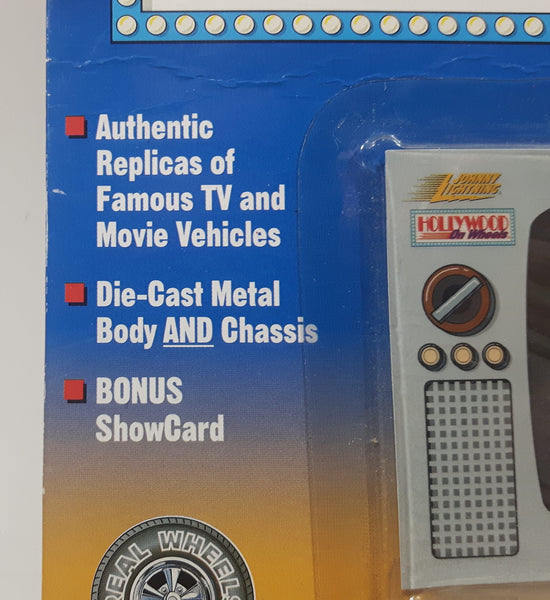 Authentic
Replicas of
Famous TV and
Movie Vehicles
Die-Cast Metal
Body AND Chassis
BONUS
ShowCard
JOHNNY
LIGHTNING
HOLLYWOOD
On Wheels
REAL WHEELS